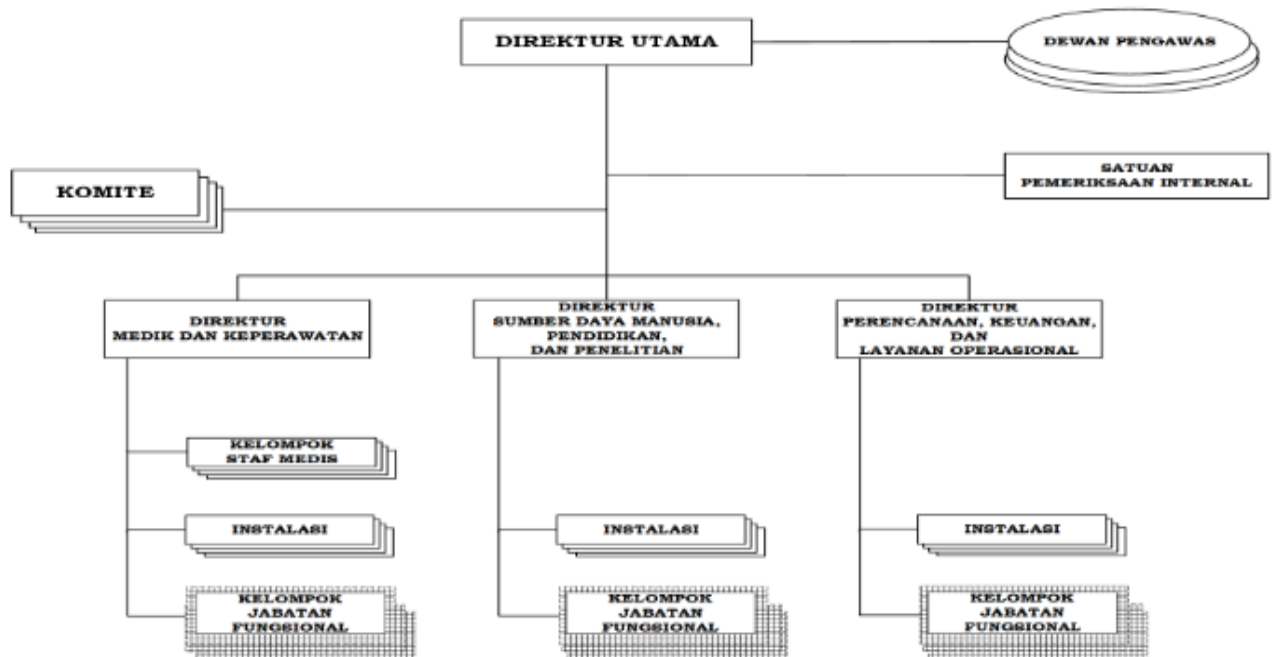 DIREKTUR UTAMA
DEWAN PENGAWAS
SATUAN
PEMERIKSAAN INTERNAL
KOMITE
DIREKTUR
MEDIK DAN KEPERAWATAN
DIREKTUR
SUMBER DAYA MANUSIA,
PENDIDIKAN,
DAN PENELITIAN
DIREKTUR
PERENCANAAN, KEUANGAN,
DAN
LAYANAN OPERASIONAL
KELOMPOK
STAF MEDIS
INSTALASI
INSTALASI
INSTALASI
KELOMPOK
JABATAN
FUNGSIONAL
KELOMPOK
JABATAN
FUNGSIONAL
KELOMPOK
JABATAN
FUNGSIONAL